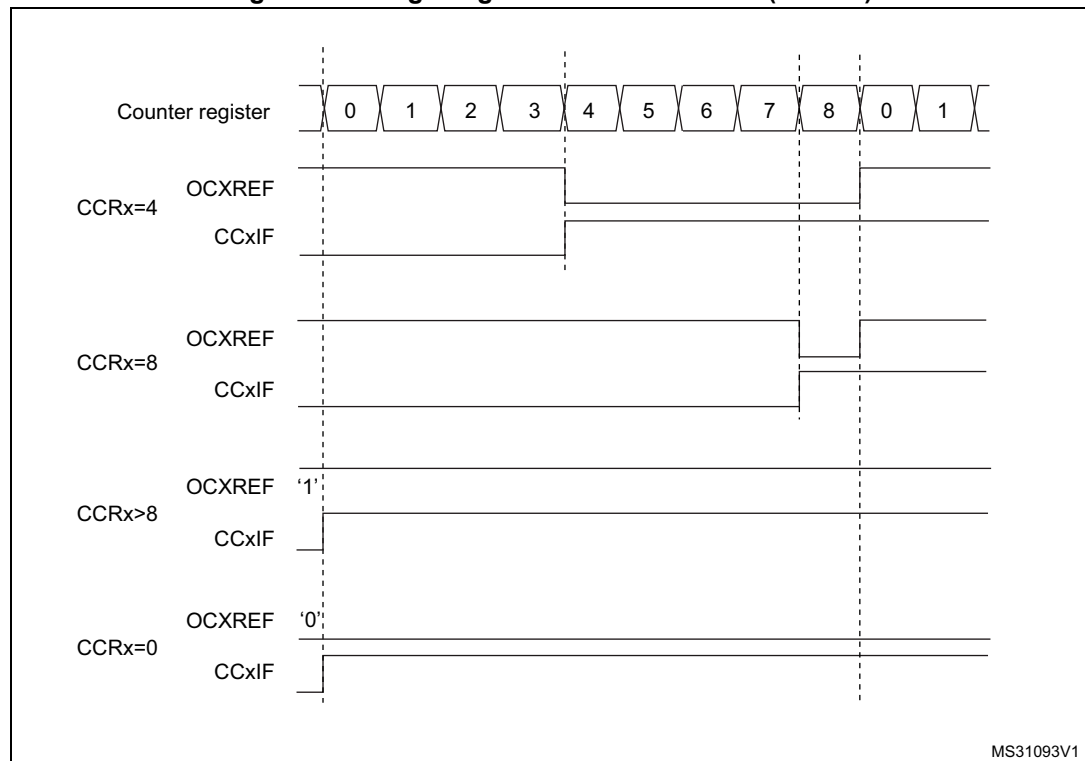 Counter register 0 1 2 3 4 5 6 7 8 0 1
OCXREF
CCRx=4
CCxIF
OCXREF
CCRx=8
CCxIF
OCXREF '1'
CCRx>8
CCxIF
OCXREF '0'
CCRx=0
CCxIF
MS31093V1